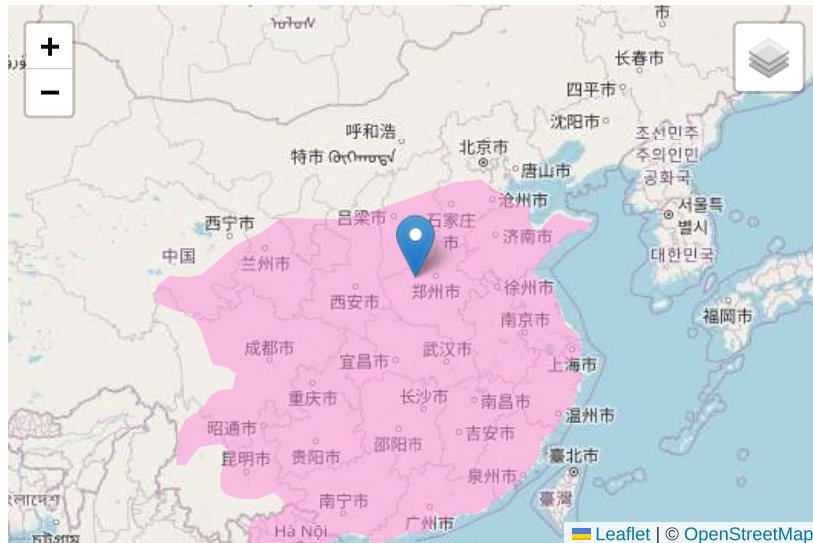 +
−
市
长春市
四平市
沈阳市
呼和浩
特市
北京市
唐山市
조선민주
주의인민
공화국
沧州市
서울특
별시
西宁市
吕梁市
石家庄
市
济南市
中国
兰州市
대한민국
西安市
郑州市
徐州市
南京市
福岡市
成都市
宜昌市
武汉市
上海市
重庆市
长沙市
南昌市
温州市
昭通市
邵阳市
吉安市
昆明市
贵阳市
臺北市
泉州市
南宁市
臺灣
广州市
Hà Nội
Leaflet | © OpenStreetMap